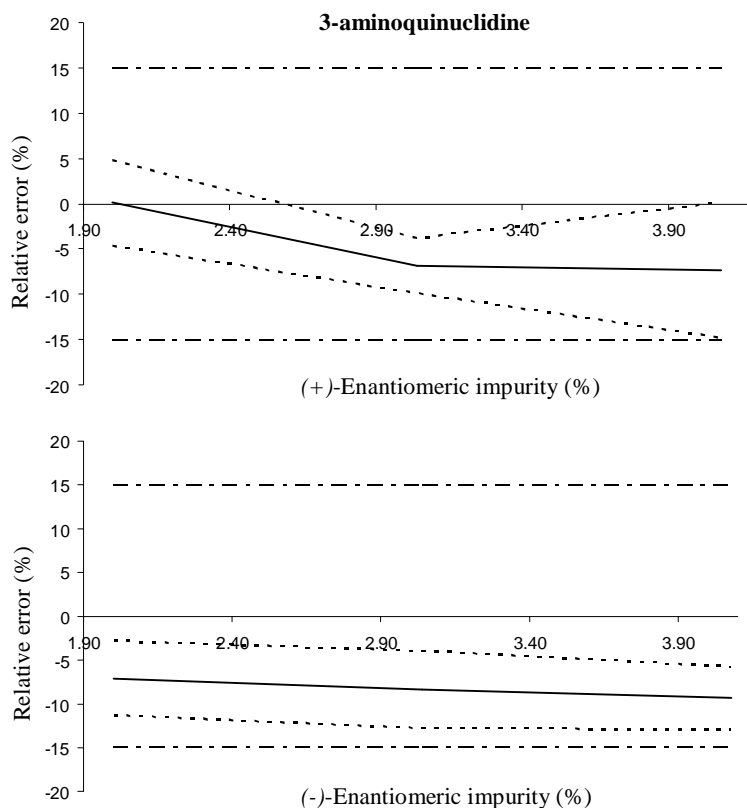 3-aminoquinuclidine
20
15
10
5
0
-5
-10
-15
-20
1.90 2.40 2.90 3.40 3.90
Relative error (%)
(+)-Enantiomeric impurity (%)
20
15
10
5
0
-5
-10
-15
-20
1.90 2.40 2.90 3.40 3.90
Relative error (%)
(-)-Enantiomeric impurity (%)